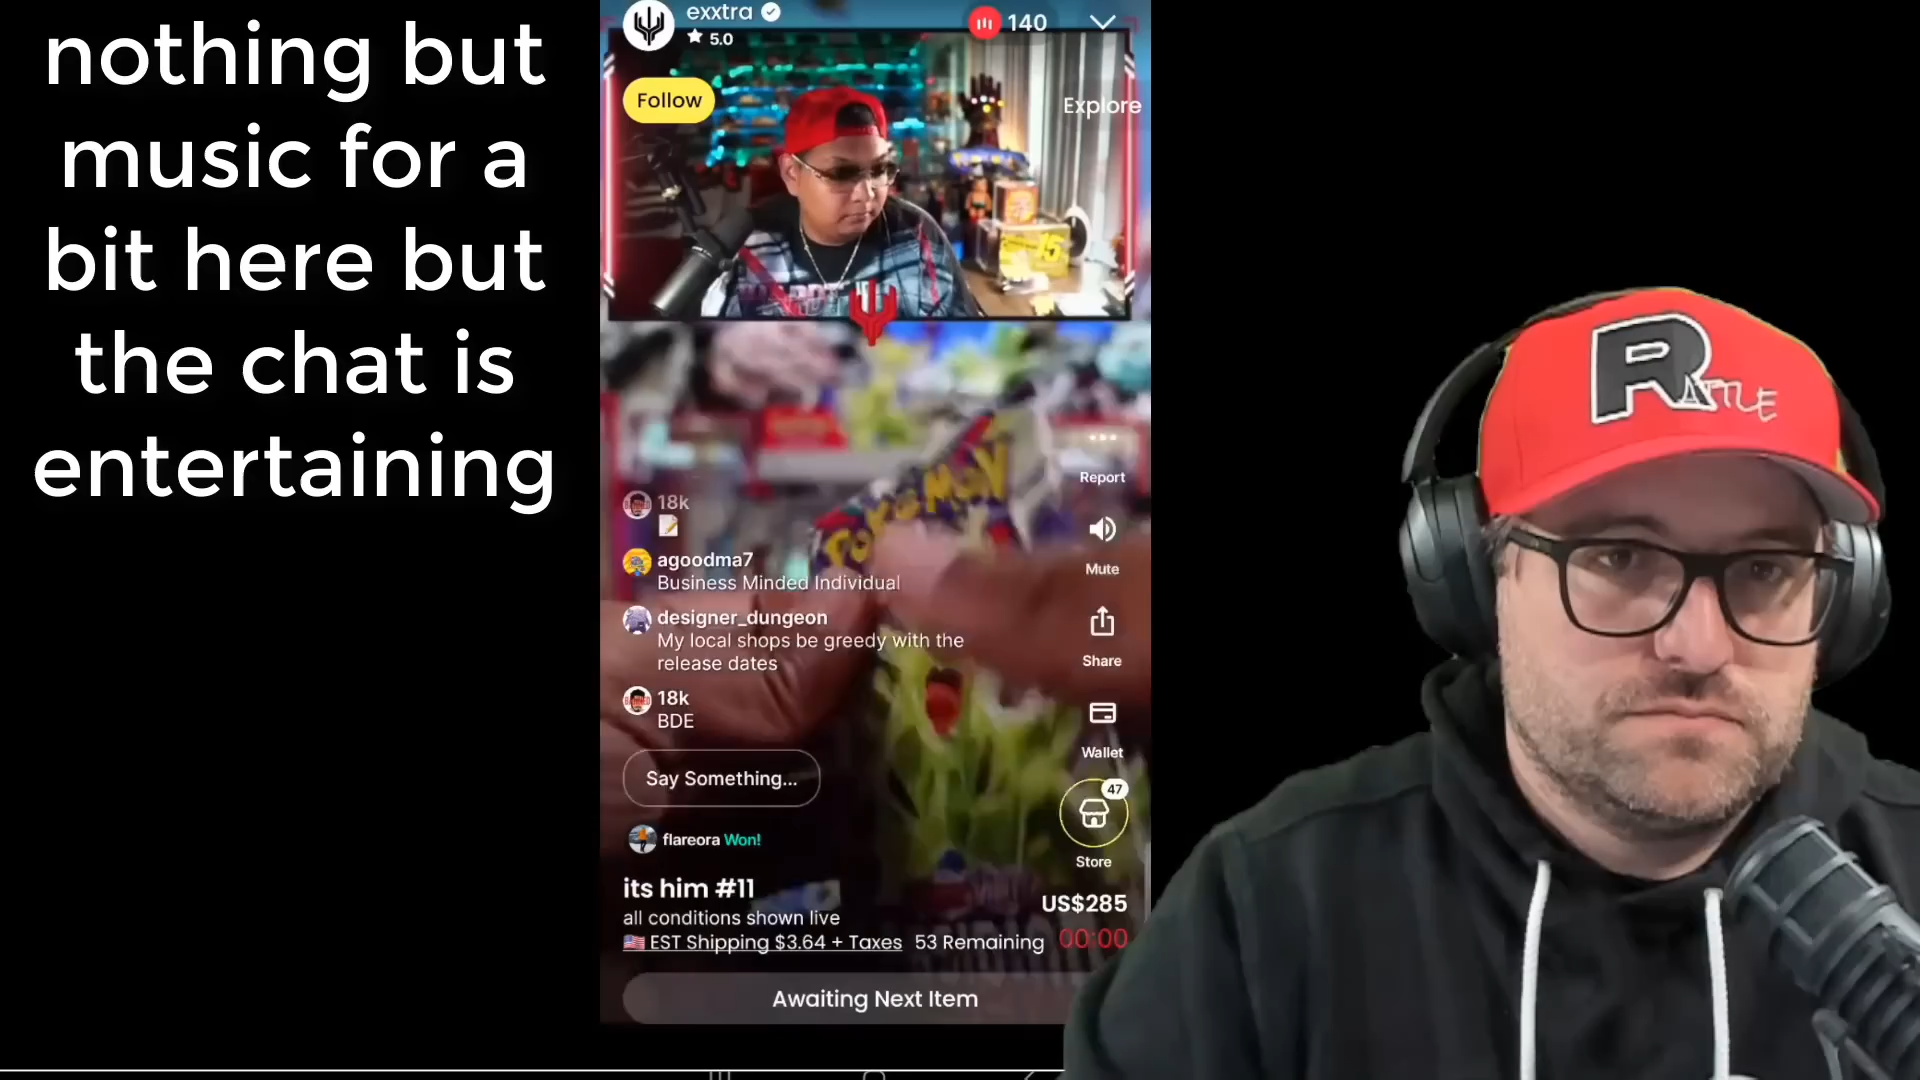 nothing but
music for a
bit here but
the chat is
entertaining
exxtra
5.0
140
Follow
Explore
15
POKEMON
Report
18k
agoodma7
Business Minded Individual
Mute
designer_dungeon
My local shops be greedy with the
release dates
Share
18k
BDE
Wallet
Say Something...
47
Store
flareora Won!
its him #11
US$285
all conditions shown live
EST Shipping $3.64 + Taxes
53 Remaining
00:00
Awaiting Next Item
RATTLE